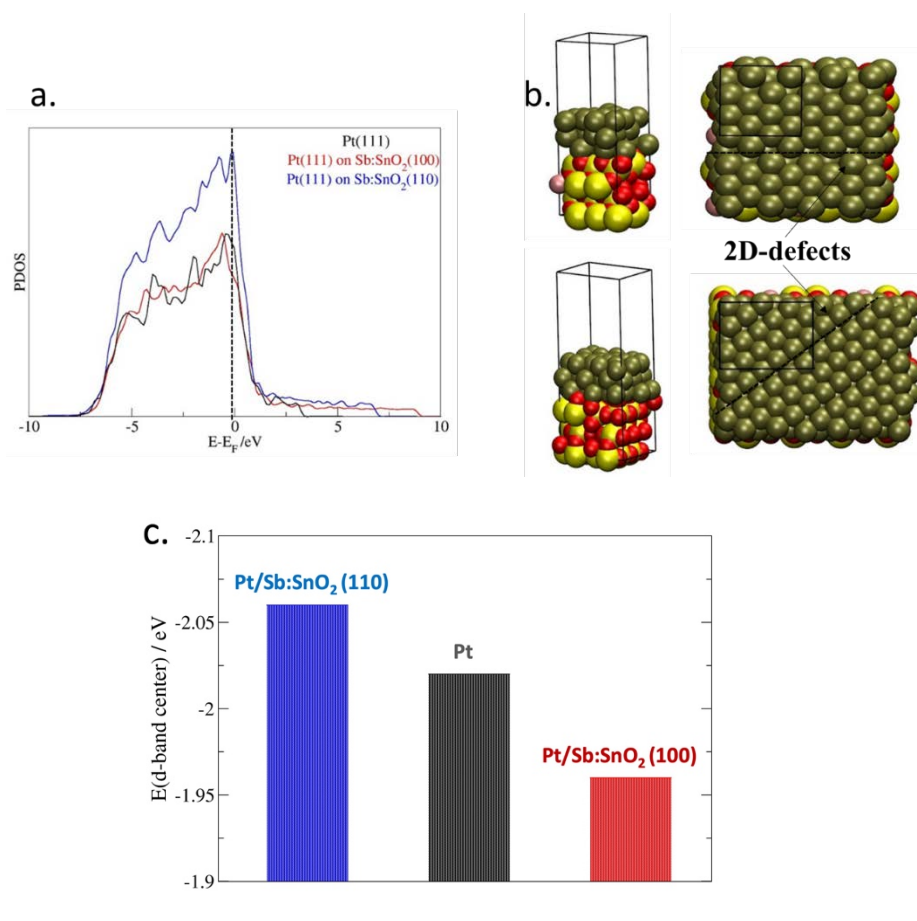 a.
Pt(111)
Pt(111) on Sb:SnO₂(100)
Pt(111) on Sb:SnO₂(110)
PDOS
-10 -5 0 5 10
E-E_F/eV
b.
2D-defects
c.
-2.1
-2.05
-2
-1.95
-1.9
E(d-band center) / eV
Pt/Sb:SnO₂ (110)
Pt
Pt/Sb:SnO₂ (100)